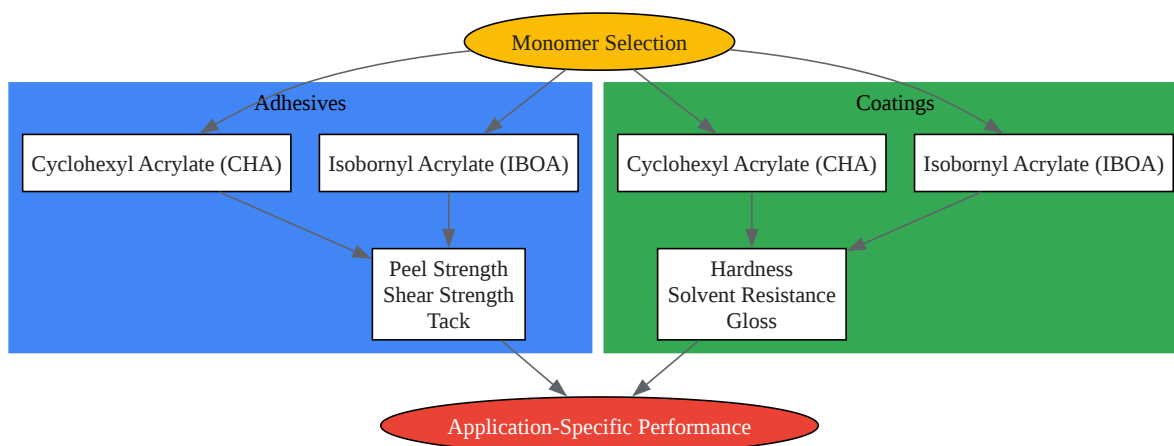 Monomer Selection
Adhesives
Coatings
Cyclohexyl Acrylate (CHA)
Isobornyl Acrylate (IBOA)
Cyclohexyl Acrylate (CHA)
Isobornyl Acrylate (IBOA)
Peel Strength
Shear Strength
Tack
Hardness
Solvent Resistance
Gloss
Application-Specific Performance